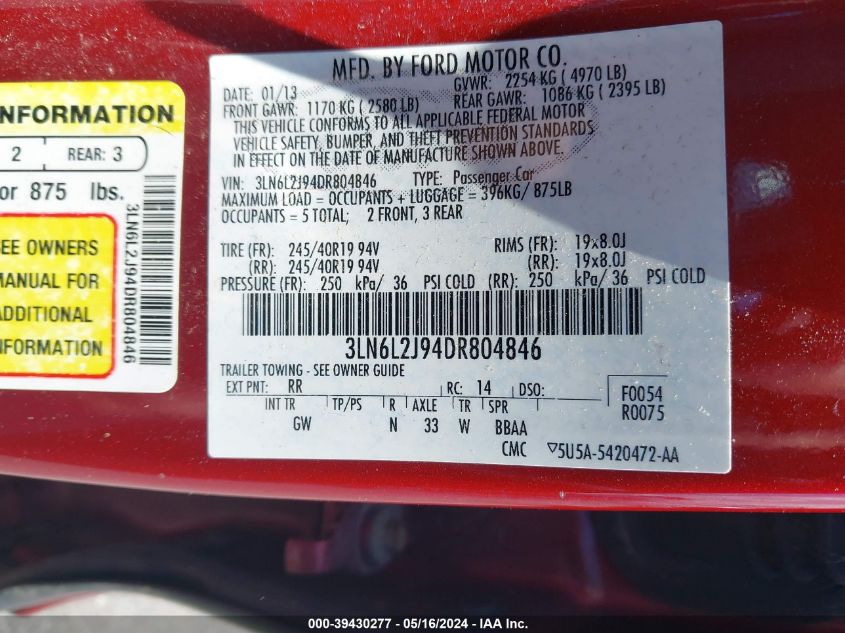 NFORMATION
2 REAR: 3
or 875 lbs.
SEE OWNERS
MANUAL FOR
ADDITIONAL
INFORMATION
3LN6L2J94DR804846
MFD. BY FORD MOTOR CO.
DATE: 01/13 GVWR: 2254 KG ( 4970 LB)
FRONT GAWR: 1170 KG ( 2580 LB) REAR GAWR: 1086 KG ( 2395 LB)
THIS VEHICLE CONFORMS TO ALL APPLICABLE FEDERAL MOTOR
VEHICLE SAFETY, BUMPER, AND THEFT PREVENTION STANDARDS
IN EFFECT ON THE DATE OF MANUFACTURE SHOWN ABOVE.
VIN: 3LN6L2J94DR804846 TYPE: Passenger Car
MAXIMUM LOAD = OCCUPANTS + LUGGAGE = 396KG/ 875LB
OCCUPANTS = 5 TOTAL; 2 FRONT, 3 REAR
TIRE (FR): 245/40R19 94V RIMS (FR): 19x8.0J
(RR): 245/40R19 94V (RR): 19x8.0J
PRESSURE (FR): 250 kPa/ 36 PSI COLD (RR): 250 kPa/ 36 PSI COLD
3LN6L2J94DR804846
TRAILER TOWING - SEE OWNER GUIDE
EXT PNT: RR RC: 14 DSO:
INT TR TP/PS R AXLE TR SPR
GW N 33 W BBAA
F0054
R0075
CMC ▽5U5A-5420472-AA
000-39430277 - 05/16/2024 - IAA Inc.